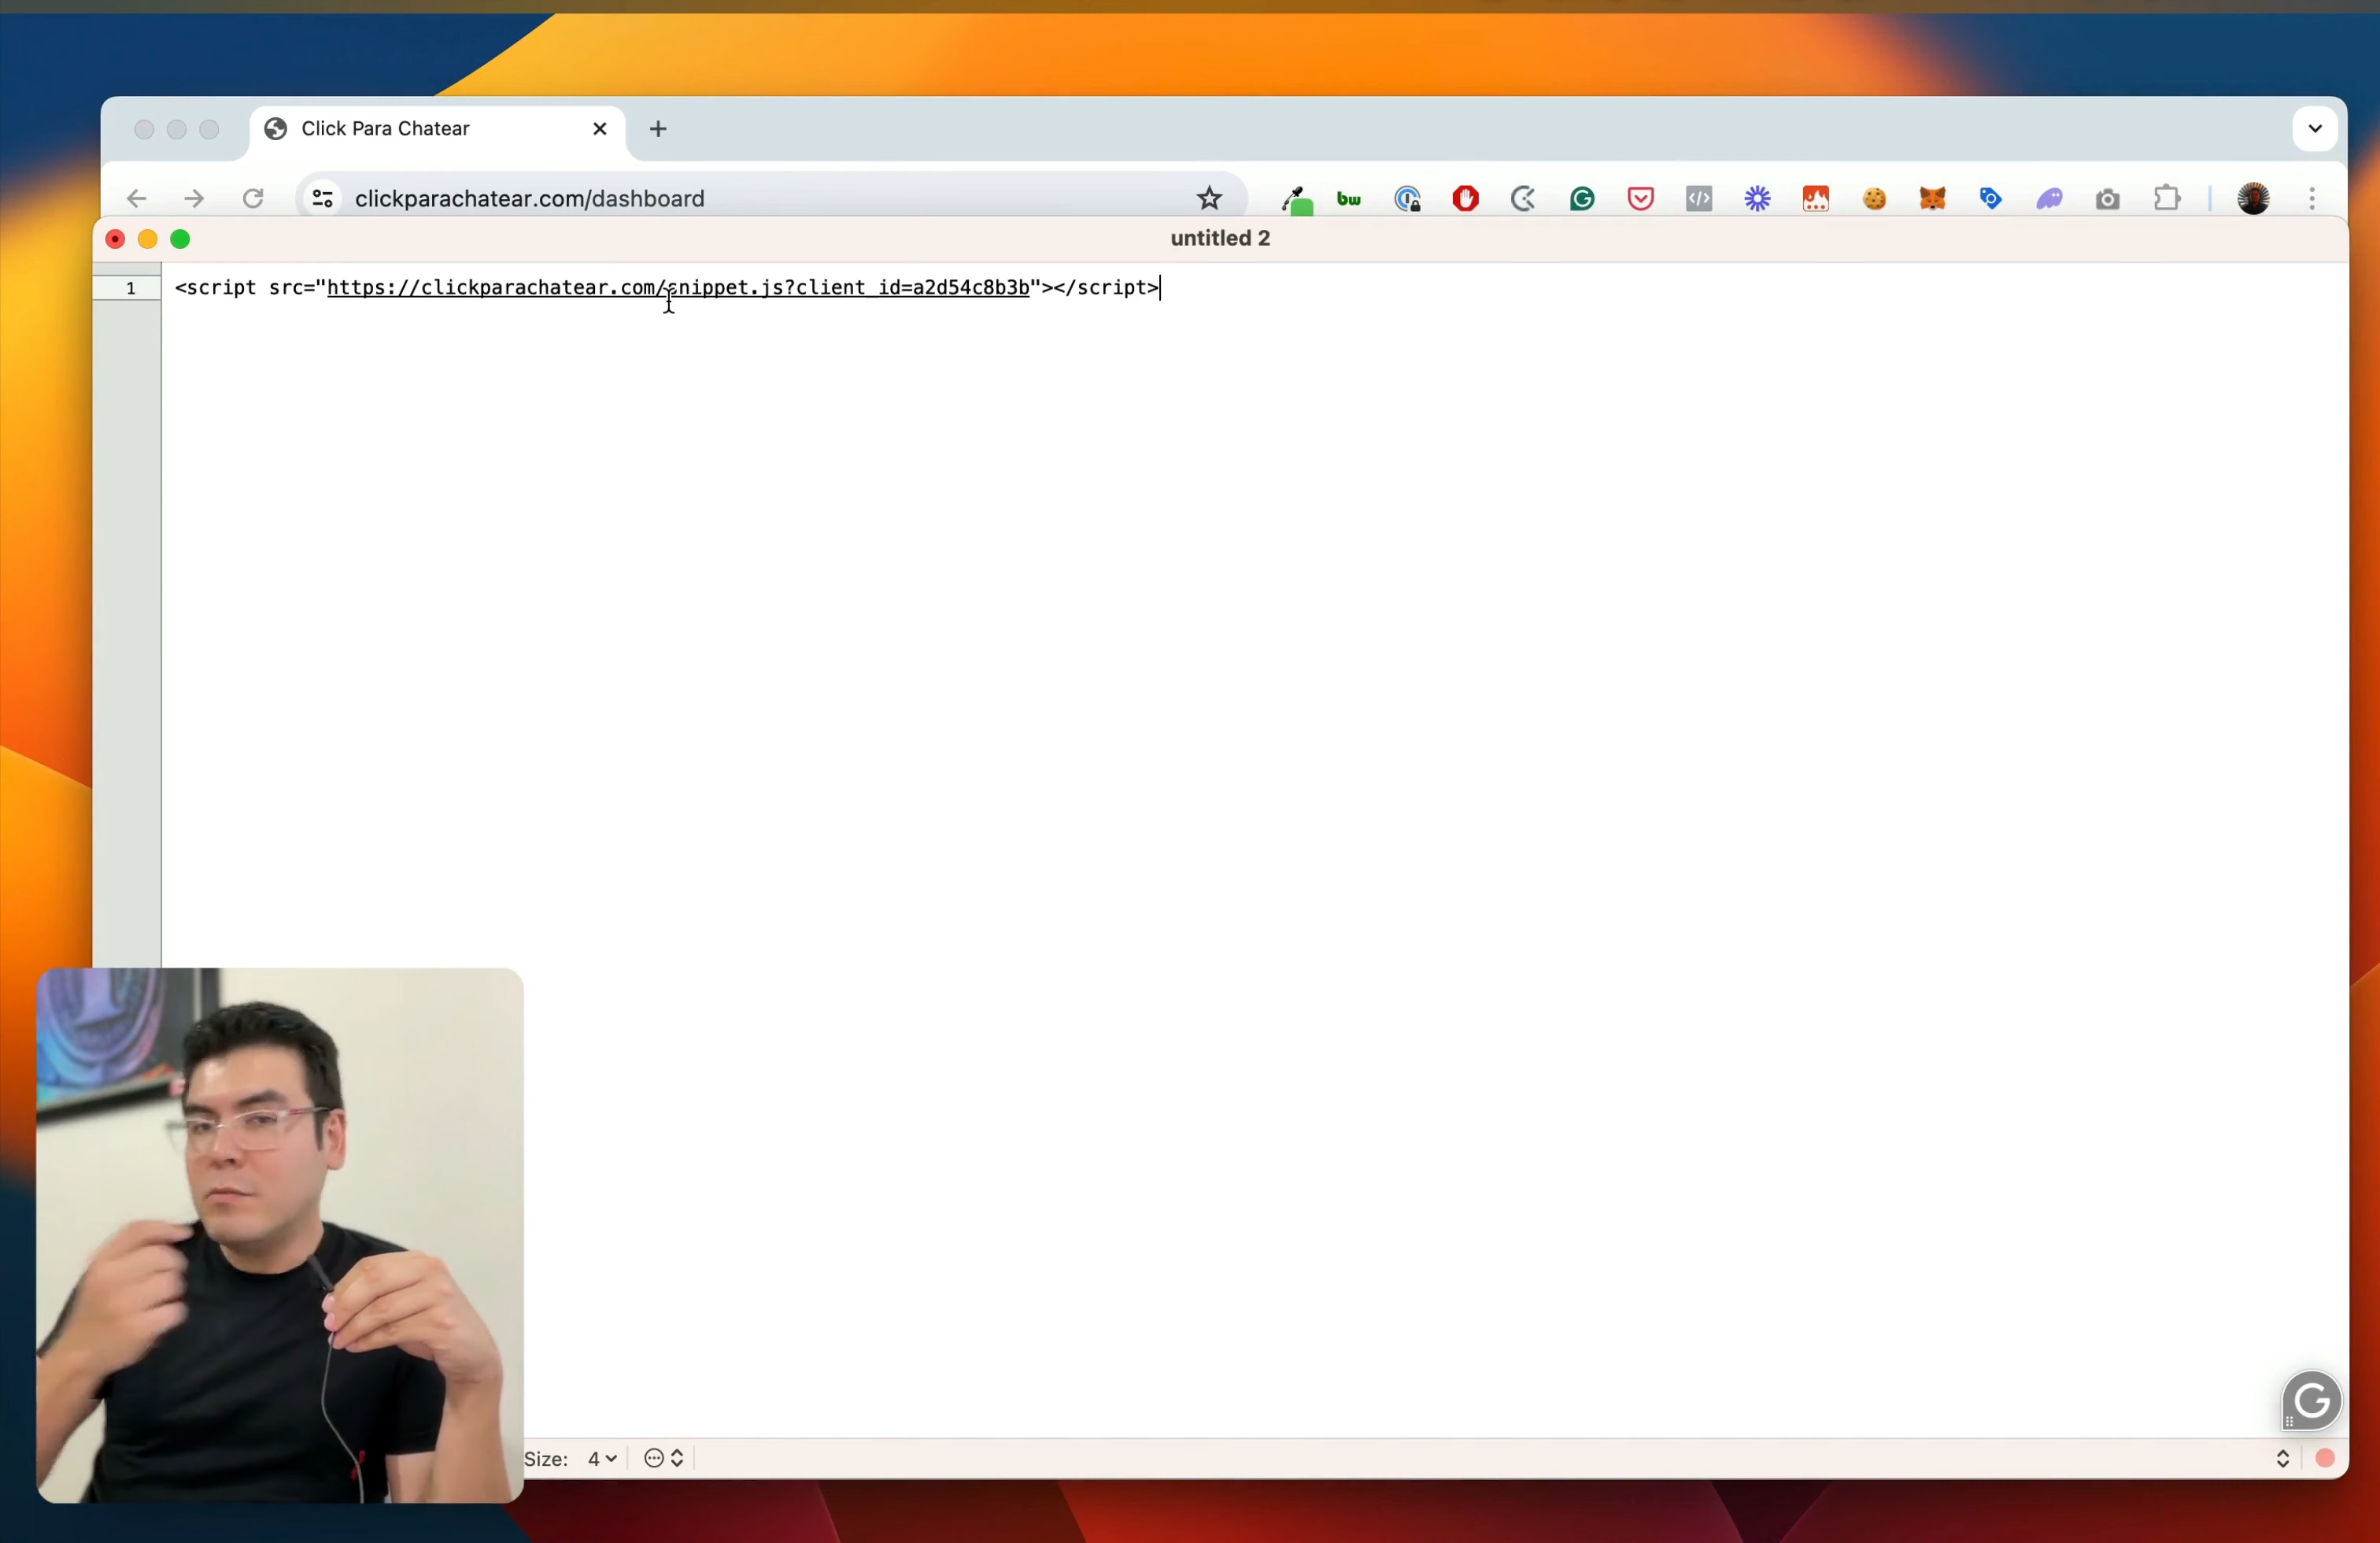 Click Para Chatear
clickparachatear.com/dashboard
bw
untitled 2
1
<script src="https://clickparachatear.com/snippet.js?client_id=a2d54c8b3b"></script>
Size: 4